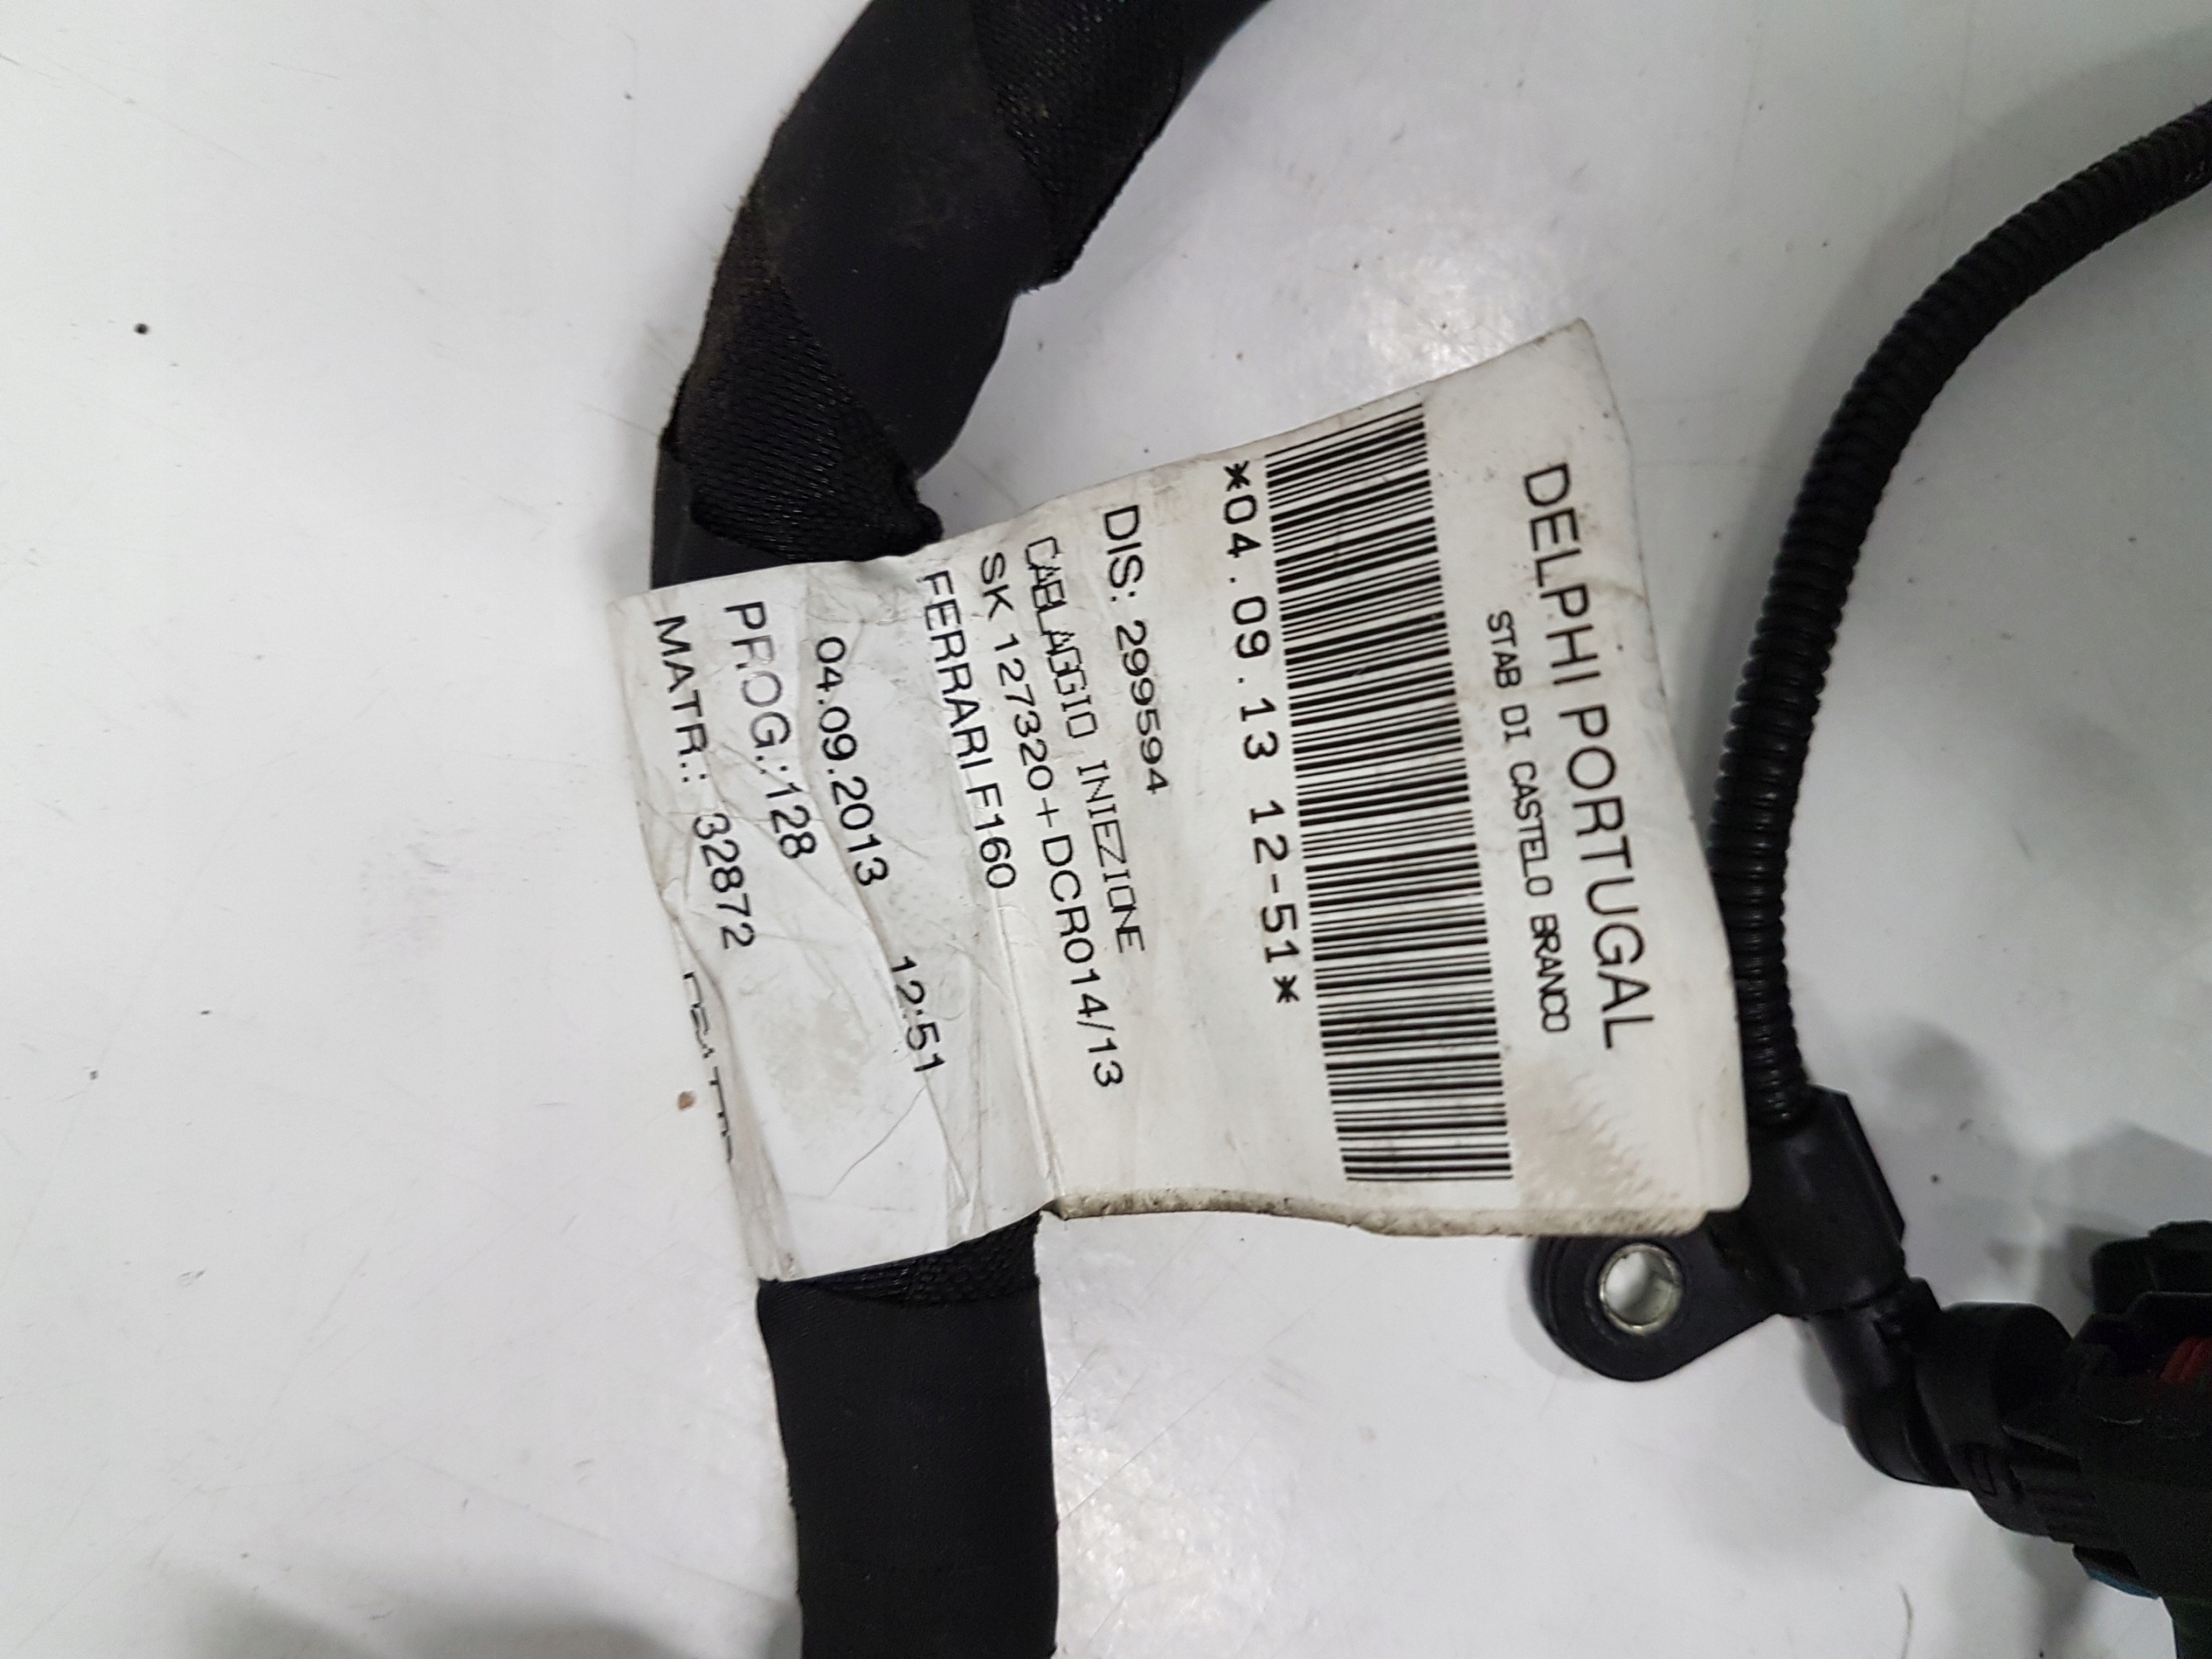 DELPHI PORTUGAL
STAB DI CASTELO BRANCO
*04.09.13 12-51*
DIS: 299594
CABLAGGIO INIEZIONE
SK 127320+DCR014/13
FERRARI F160
04.09.2013 12:51
PROG.:128
MATR.: 32872